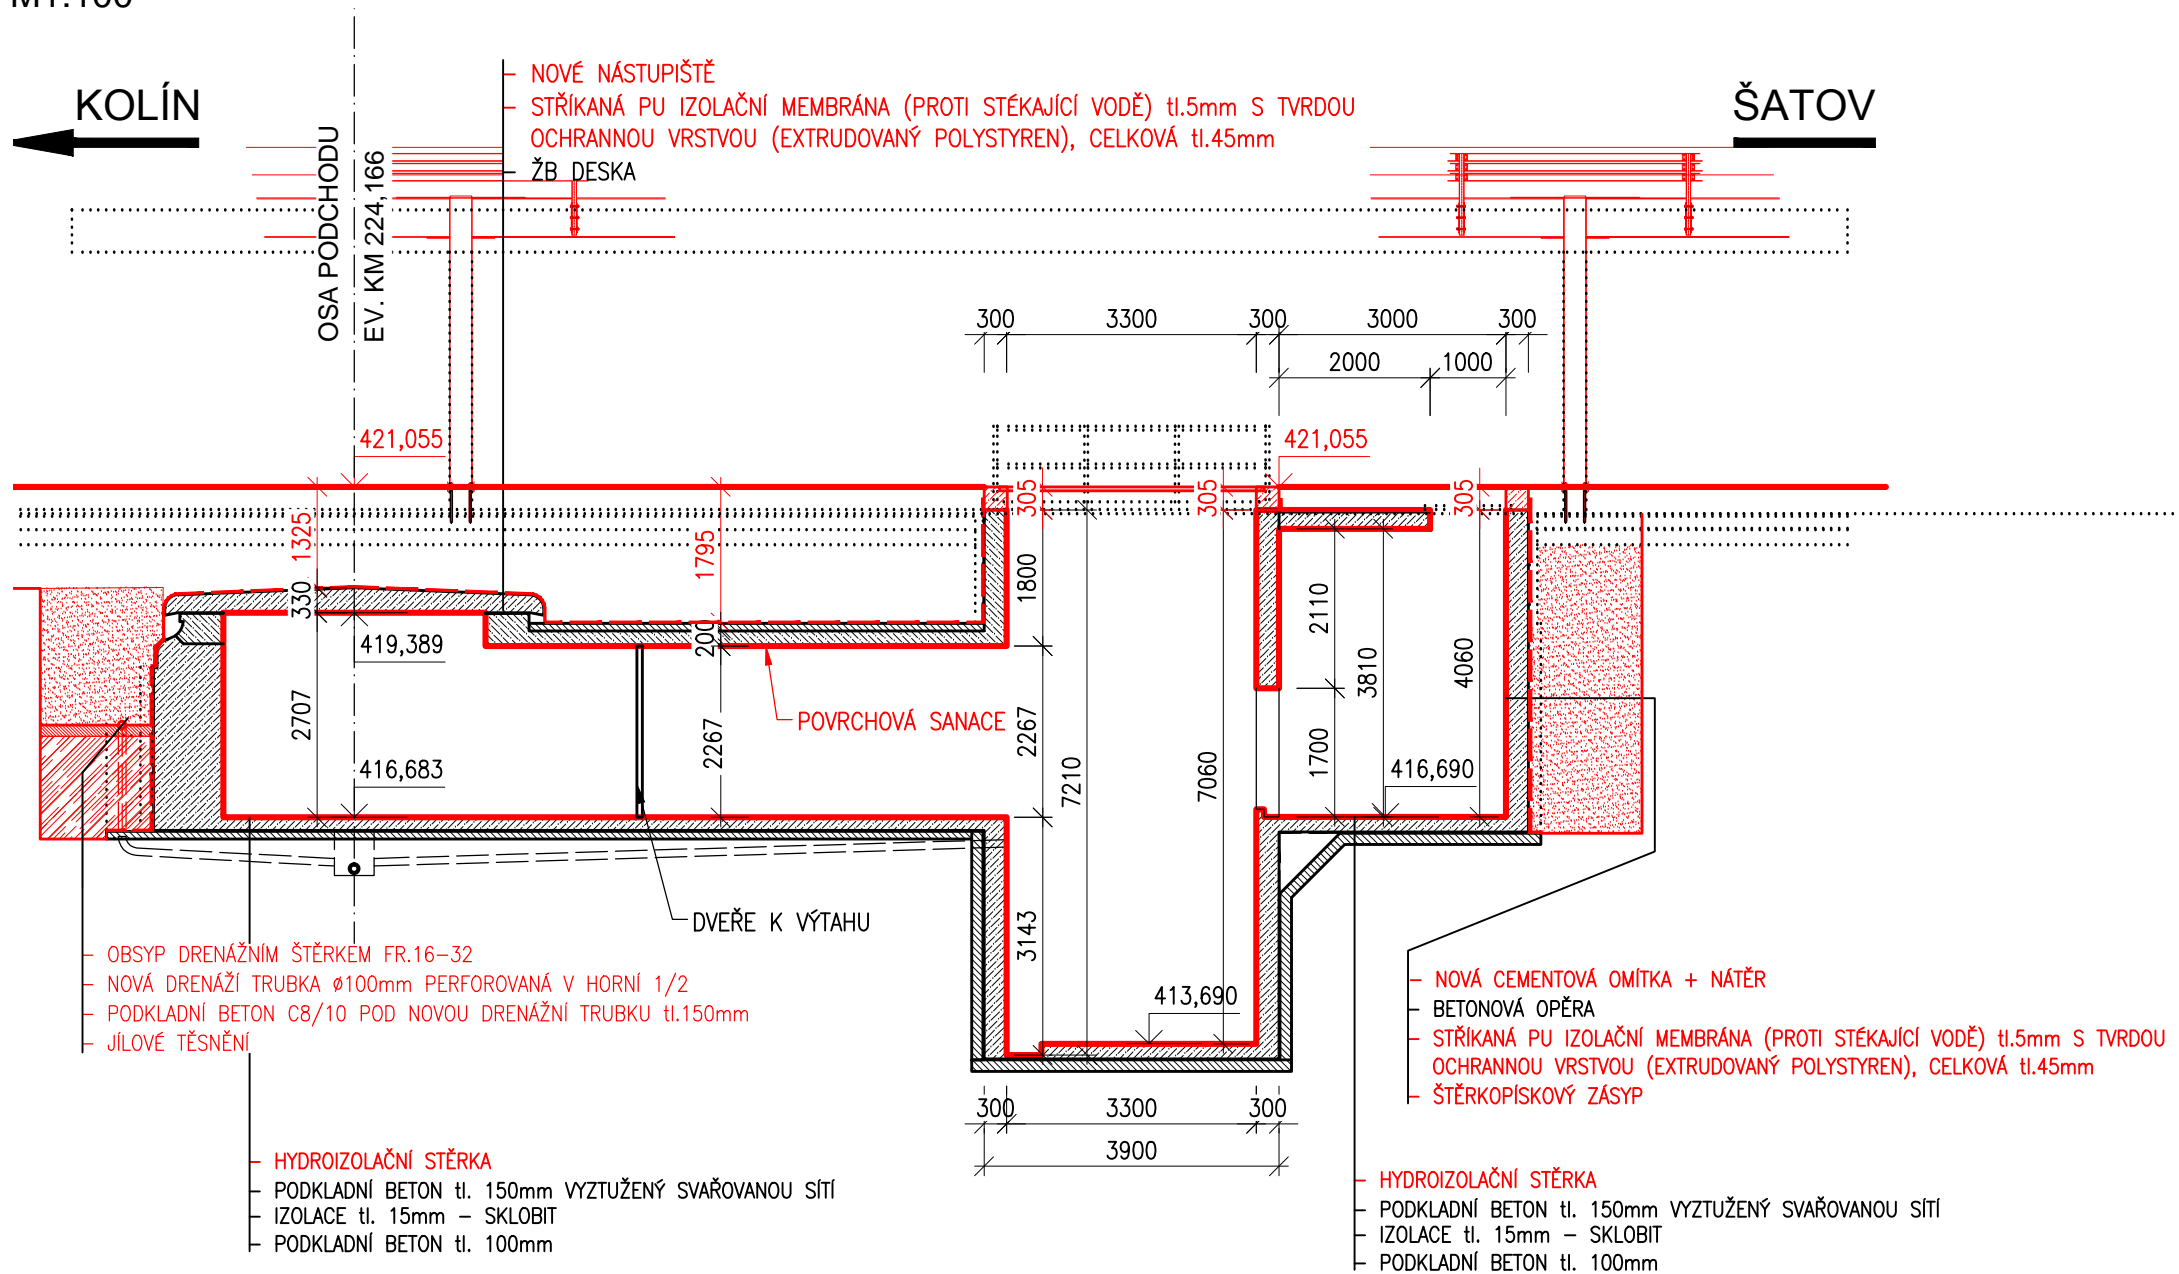 M1:100
KOLÍN
ŠATOV
OSA PODCHODU
EV. KM 224,166
NOVÉ NÁSTUPIŠTĚ
STŘÍKANÁ PU IZOLAČNÍ MEMBRÁNA (PROTI STÉKAJÍCÍ VODĚ) tl.5mm S TVRDOU
OCHRANNOU VRSTVOU (EXTRUDOVANÝ POLYSTYREN), CELKOVÁ tl.45mm
ŽB DESKA
300 3300 300 3000 300
2000 1000
421,055
421,055
1325
330
2707
419,389
416,683
1795
200
2267
305
1800
2267
3143
7210
305
7060
2110
1700
3810
305
4060
416,690
413,690
POVRCHOVÁ SANACE
DVEŘE K VÝTAHU
300 3300 300
3900
OBSYP DRENÁŽNÍM ŠTĚRKEM FR.16-32
NOVÁ DRENÁŽÍ TRUBKA ø100mm PERFOROVANÁ V HORNÍ 1/2
PODKLADNÍ BETON C8/10 POD NOVOU DRENÁŽNÍ TRUBKU tl.150mm
JÍLOVÉ TĚSNĚNÍ
HYDROIZOLAČNÍ STĚRKA
PODKLADNÍ BETON tl. 150mm VYZTUŽENÝ SVAŘOVANOU SÍTÍ
IZOLACE tl. 15mm – SKLOBIT
PODKLADNÍ BETON tl. 100mm
NOVÁ CEMENTOVÁ OMÍTKA + NÁTĚR
BETONOVÁ OPĚRA
STŘÍKANÁ PU IZOLAČNÍ MEMBRÁNA (PROTI STÉKAJÍCÍ VODĚ) tl.5mm S TVRDOU
OCHRANNOU VRSTVOU (EXTRUDOVANÝ POLYSTYREN), CELKOVÁ tl.45mm
ŠTĚRKOPÍSKOVÝ ZÁSYP
HYDROIZOLAČNÍ STĚRKA
PODKLADNÍ BETON tl. 150mm VYZTUŽENÝ SVAŘOVANOU SÍTÍ
IZOLACE tl. 15mm – SKLOBIT
PODKLADNÍ BETON tl. 100mm